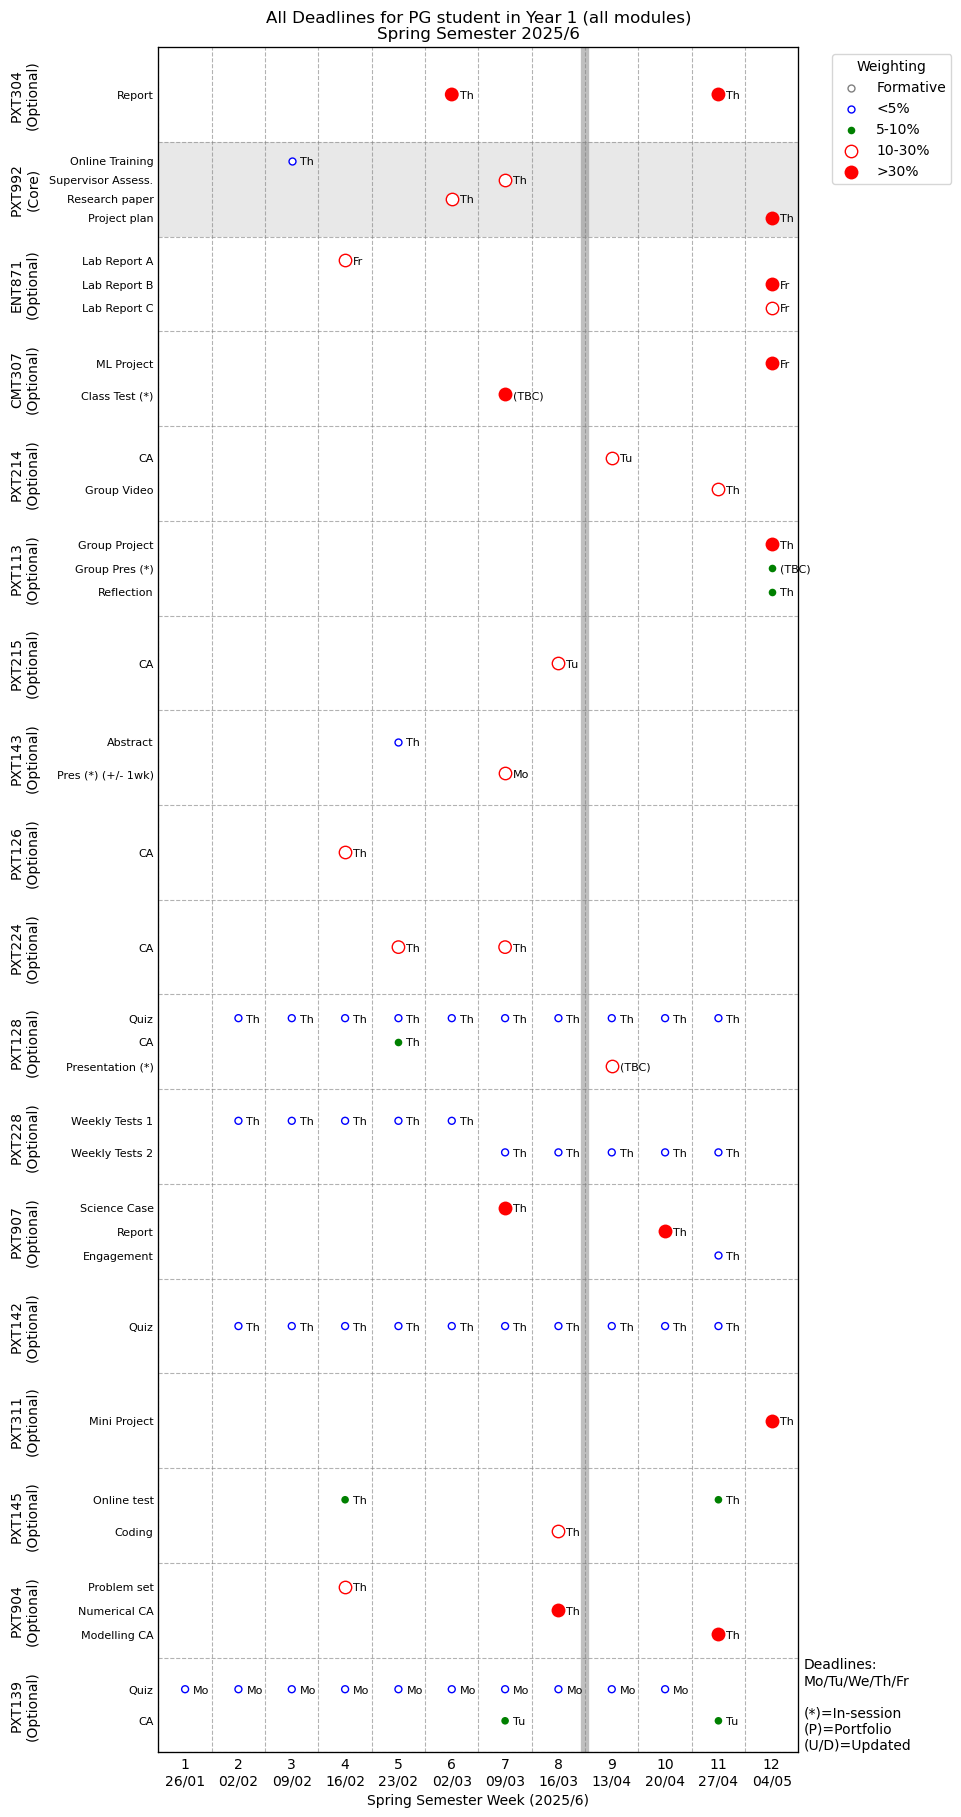 All Deadlines for PG student in Year 1 (all modules)
Spring Semester 2025/6
Weighting
Formative
<5%
5-10%
10-30%
>30%
PXT304
(Optional)
Report Th Th
PXT992
(Core)
Online Training Th
Supervisor Assess. Th
Research paper Th
Project plan Th
ENT871
(Optional)
Lab Report A Fr
Lab Report B Fr
Lab Report C Fr
CMT307
(Optional)
ML Project Fr
Class Test (*) (TBC)
PXT214
(Optional)
CA Tu
Group Video Th
PXT113
(Optional)
Group Project Th
Group Pres (*) (TBC)
Reflection Th
PXT215
(Optional)
CA Tu
PXT143
(Optional)
Abstract Th
Pres (*) (+/- 1wk) Mo
PXT126
(Optional)
CA Th
PXT224
(Optional)
CA Th Th
PXT128
(Optional)
Quiz Th Th Th Th Th Th Th Th Th Th
CA Th
Presentation (*) (TBC)
PXT228
(Optional)
Weekly Tests 1 Th Th Th Th Th
Weekly Tests 2 Th Th Th Th Th
PXT907
(Optional)
Science Case Th
Report Th
Engagement Th
PXT142
(Optional)
Quiz Th Th Th Th Th Th Th Th Th Th
PXT311
(Optional)
Mini Project Th
PXT145
(Optional)
Online test Th Th
Coding Th
PXT904
(Optional)
Problem set Th
Numerical CA Th
Modelling CA Th
PXT139
(Optional)
Quiz Mo Mo Mo Mo Mo Mo Mo Mo Mo Mo
CA Tu Tu
Deadlines:
Mo/Tu/We/Th/Fr
(*)=In-session
(P)=Portfolio
(U/D)=Updated
1 2 3 4 5 6 7 8 9 10 11 12
26/01 02/02 09/02 16/02 23/02 02/03 09/03 16/03 13/04 20/04 27/04 04/05
Spring Semester Week (2025/6)